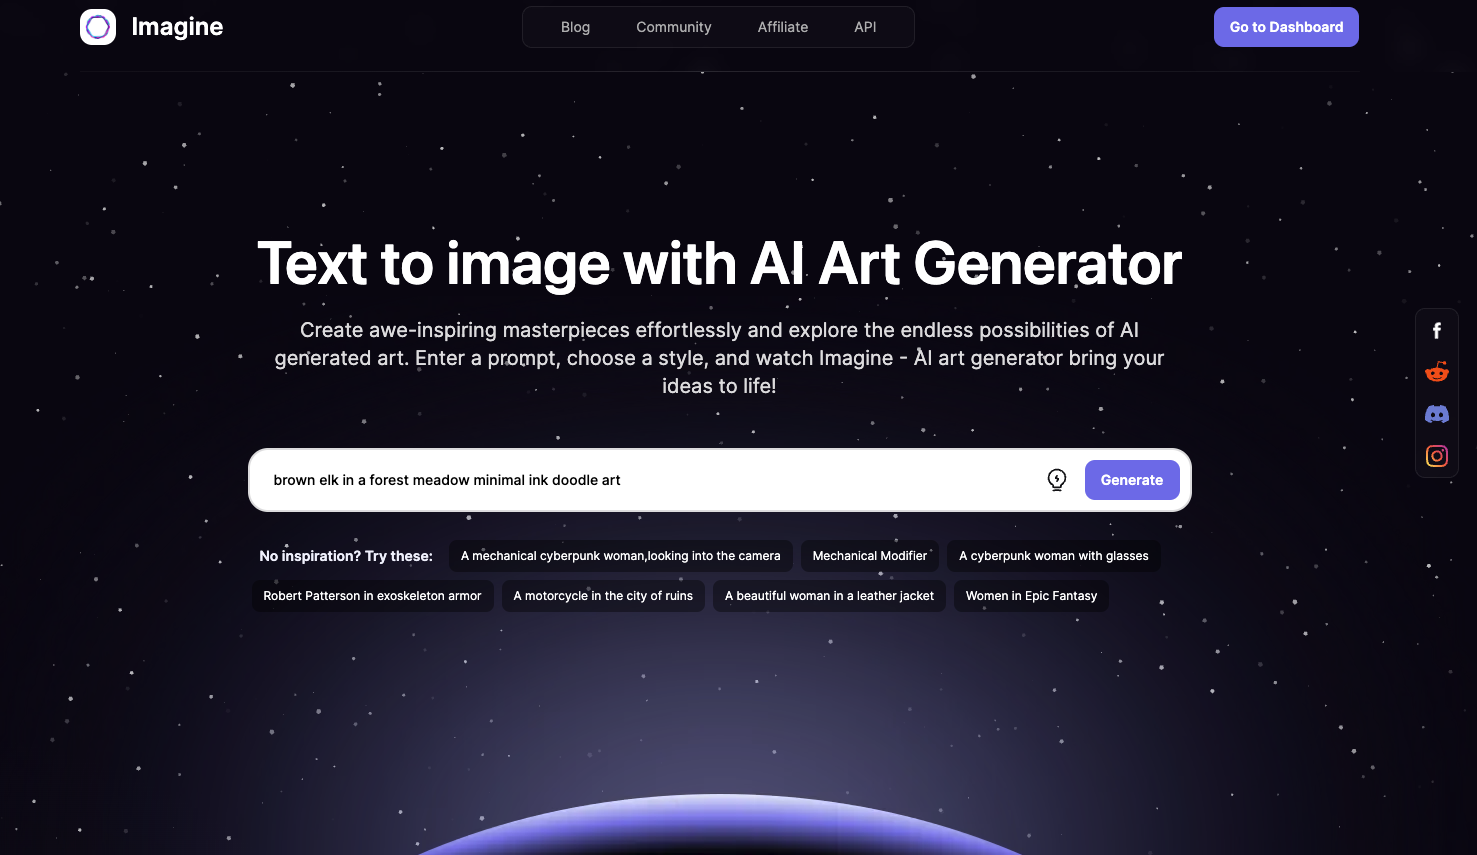 Imagine
Blog Community Affiliate API
Go to Dashboard
Text to image with AI Art Generator
Create awe-inspiring masterpieces effortlessly and explore the endless possibilities of AI
generated art. Enter a prompt, choose a style, and watch Imagine - AI art generator bring your
ideas to life!
brown elk in a forest meadow minimal ink doodle art
Generate
No inspiration? Try these: A mechanical cyberpunk woman,looking into the camera Mechanical Modifier A cyberpunk woman with glasses
Robert Patterson in exoskeleton armor A motorcycle in the city of ruins A beautiful woman in a leather jacket Women in Epic Fantasy